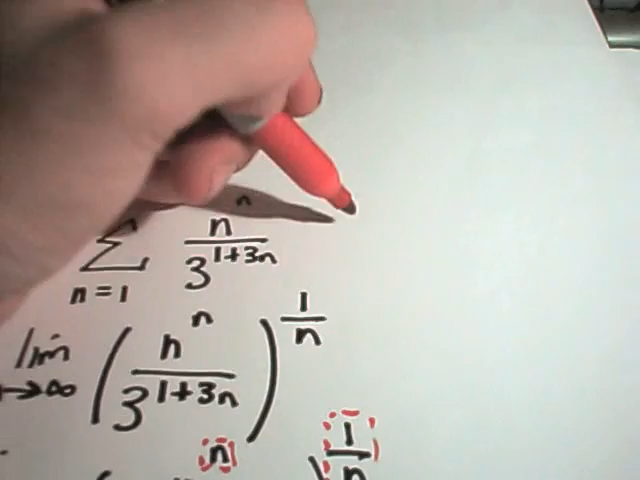 ∑ n=1 n^n / 3^(1+3n)
lim →∞ ( n^n / 3^(1+3n) )^(1/n)
n 1/n